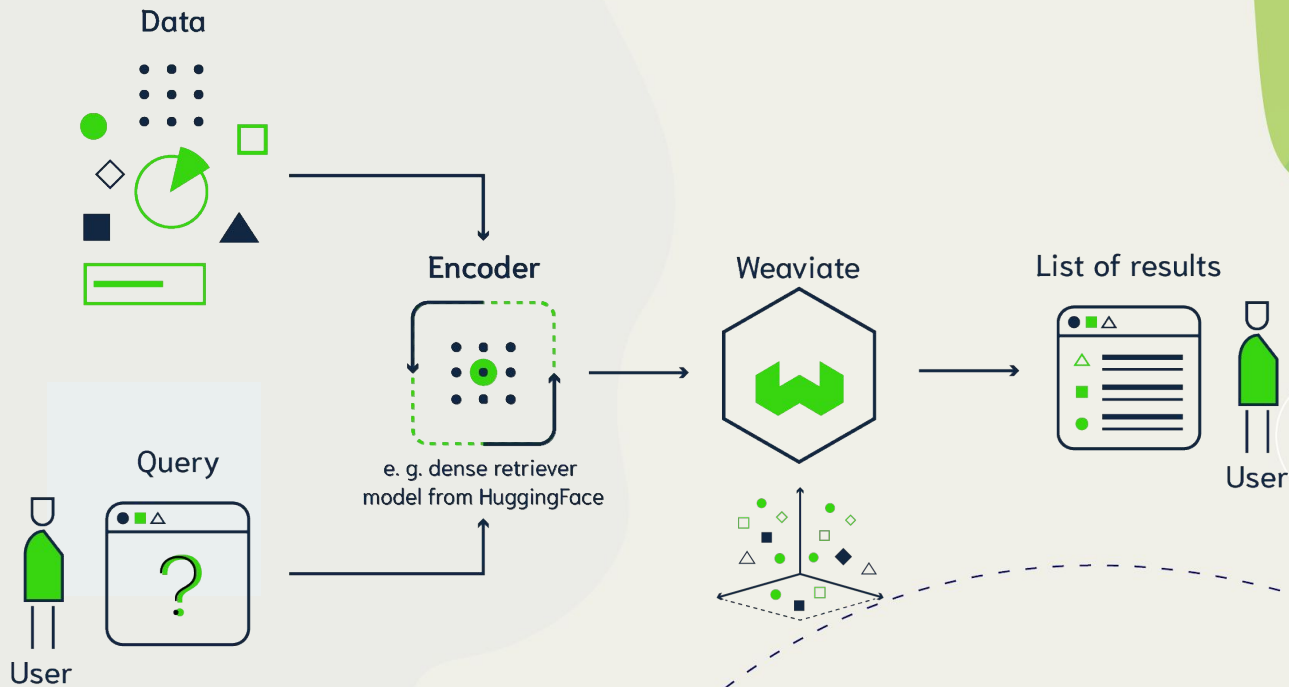 Data
Encoder
e. g. dense retriever
model from HuggingFace
Weaviate
List of results
User
Query
?
User